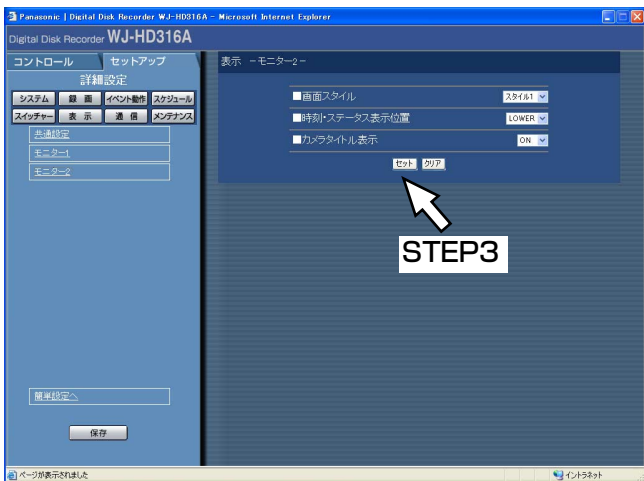 Panasonic | Digital Disk Recorder WJ-HD316A - Microsoft Internet Explorer
Digital Disk Recorder WJ-HD316A
コントロール セットアップ
詳細設定
システム 録画 イベント動作 スケジュール
スイッチャー 表示 通信 メンテナンス
共通設定
モニター1
モニター2
簡単設定へ
保存
表示 -モニター2-
■画面スタイル スタイル1
■時刻・ステータス表示位置 LOWER
■カメラタイトル表示 ON
セット クリア
STEP3
ページが表示されました イントラネット